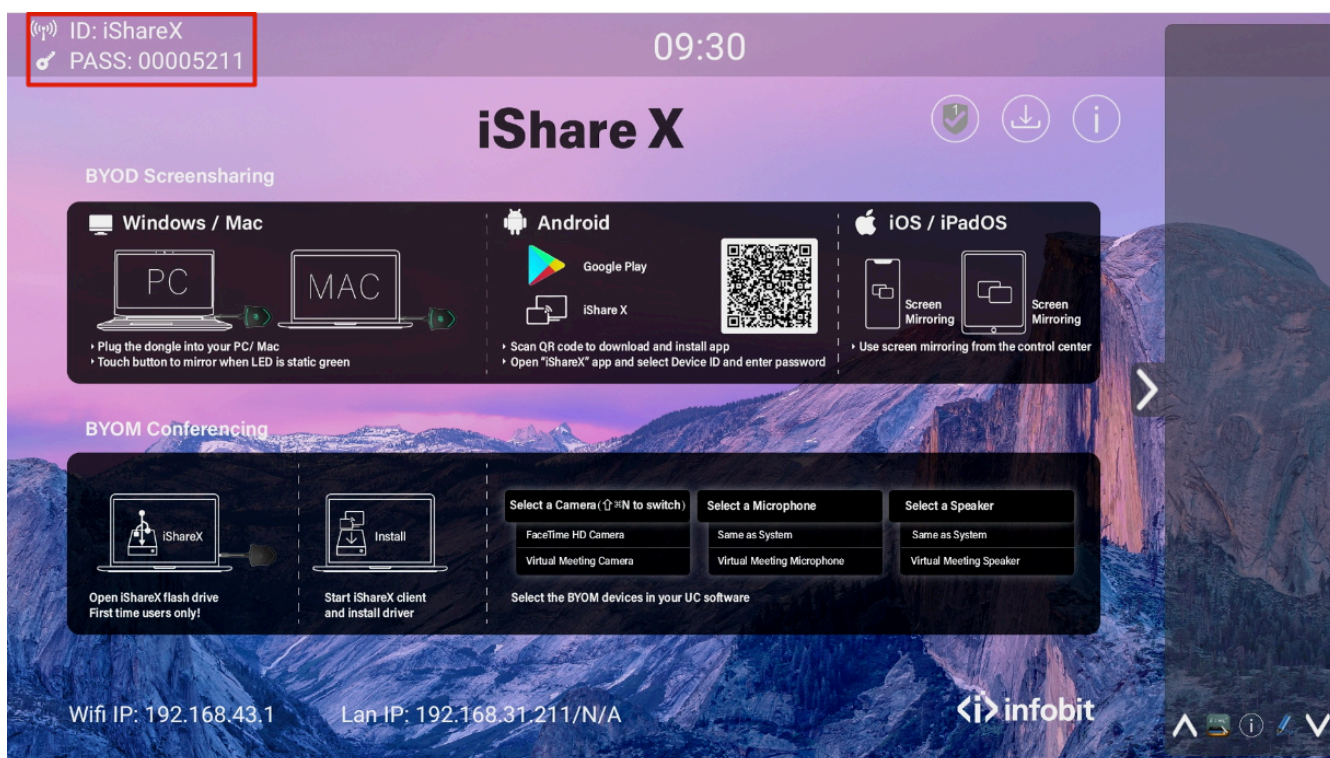 ID: iShareX
PASS: 00005211
09:30
iShare X
1
BYOD Screensharing
Windows / Mac
PC
MAC
Plug the dongle into your PC/ Mac
Touch button to mirror when LED is static green
Android
Google Play
iShare X
Scan QR code to download and install app
Open “iShareX” app and select Device ID and enter password
iOS / iPadOS
Screen
Mirroring
Screen
Mirroring
Use screen mirroring from the control center
BYOM Conferencing
iShareX
Open iShareX flash drive
First time users only!
Install
Start iShareX client
and install driver
Select a Camera(⇧⌘N to switch)
FaceTime HD Camera
Virtual Meeting Camera
Select a Microphone
Same as System
Virtual Meeting Microphone
Select a Speaker
Same as System
Virtual Meeting Speaker
Select the BYOM devices in your UC software
Wifi IP: 192.168.43.1
Lan IP: 192.168.31.211/N/A
<i> infobit